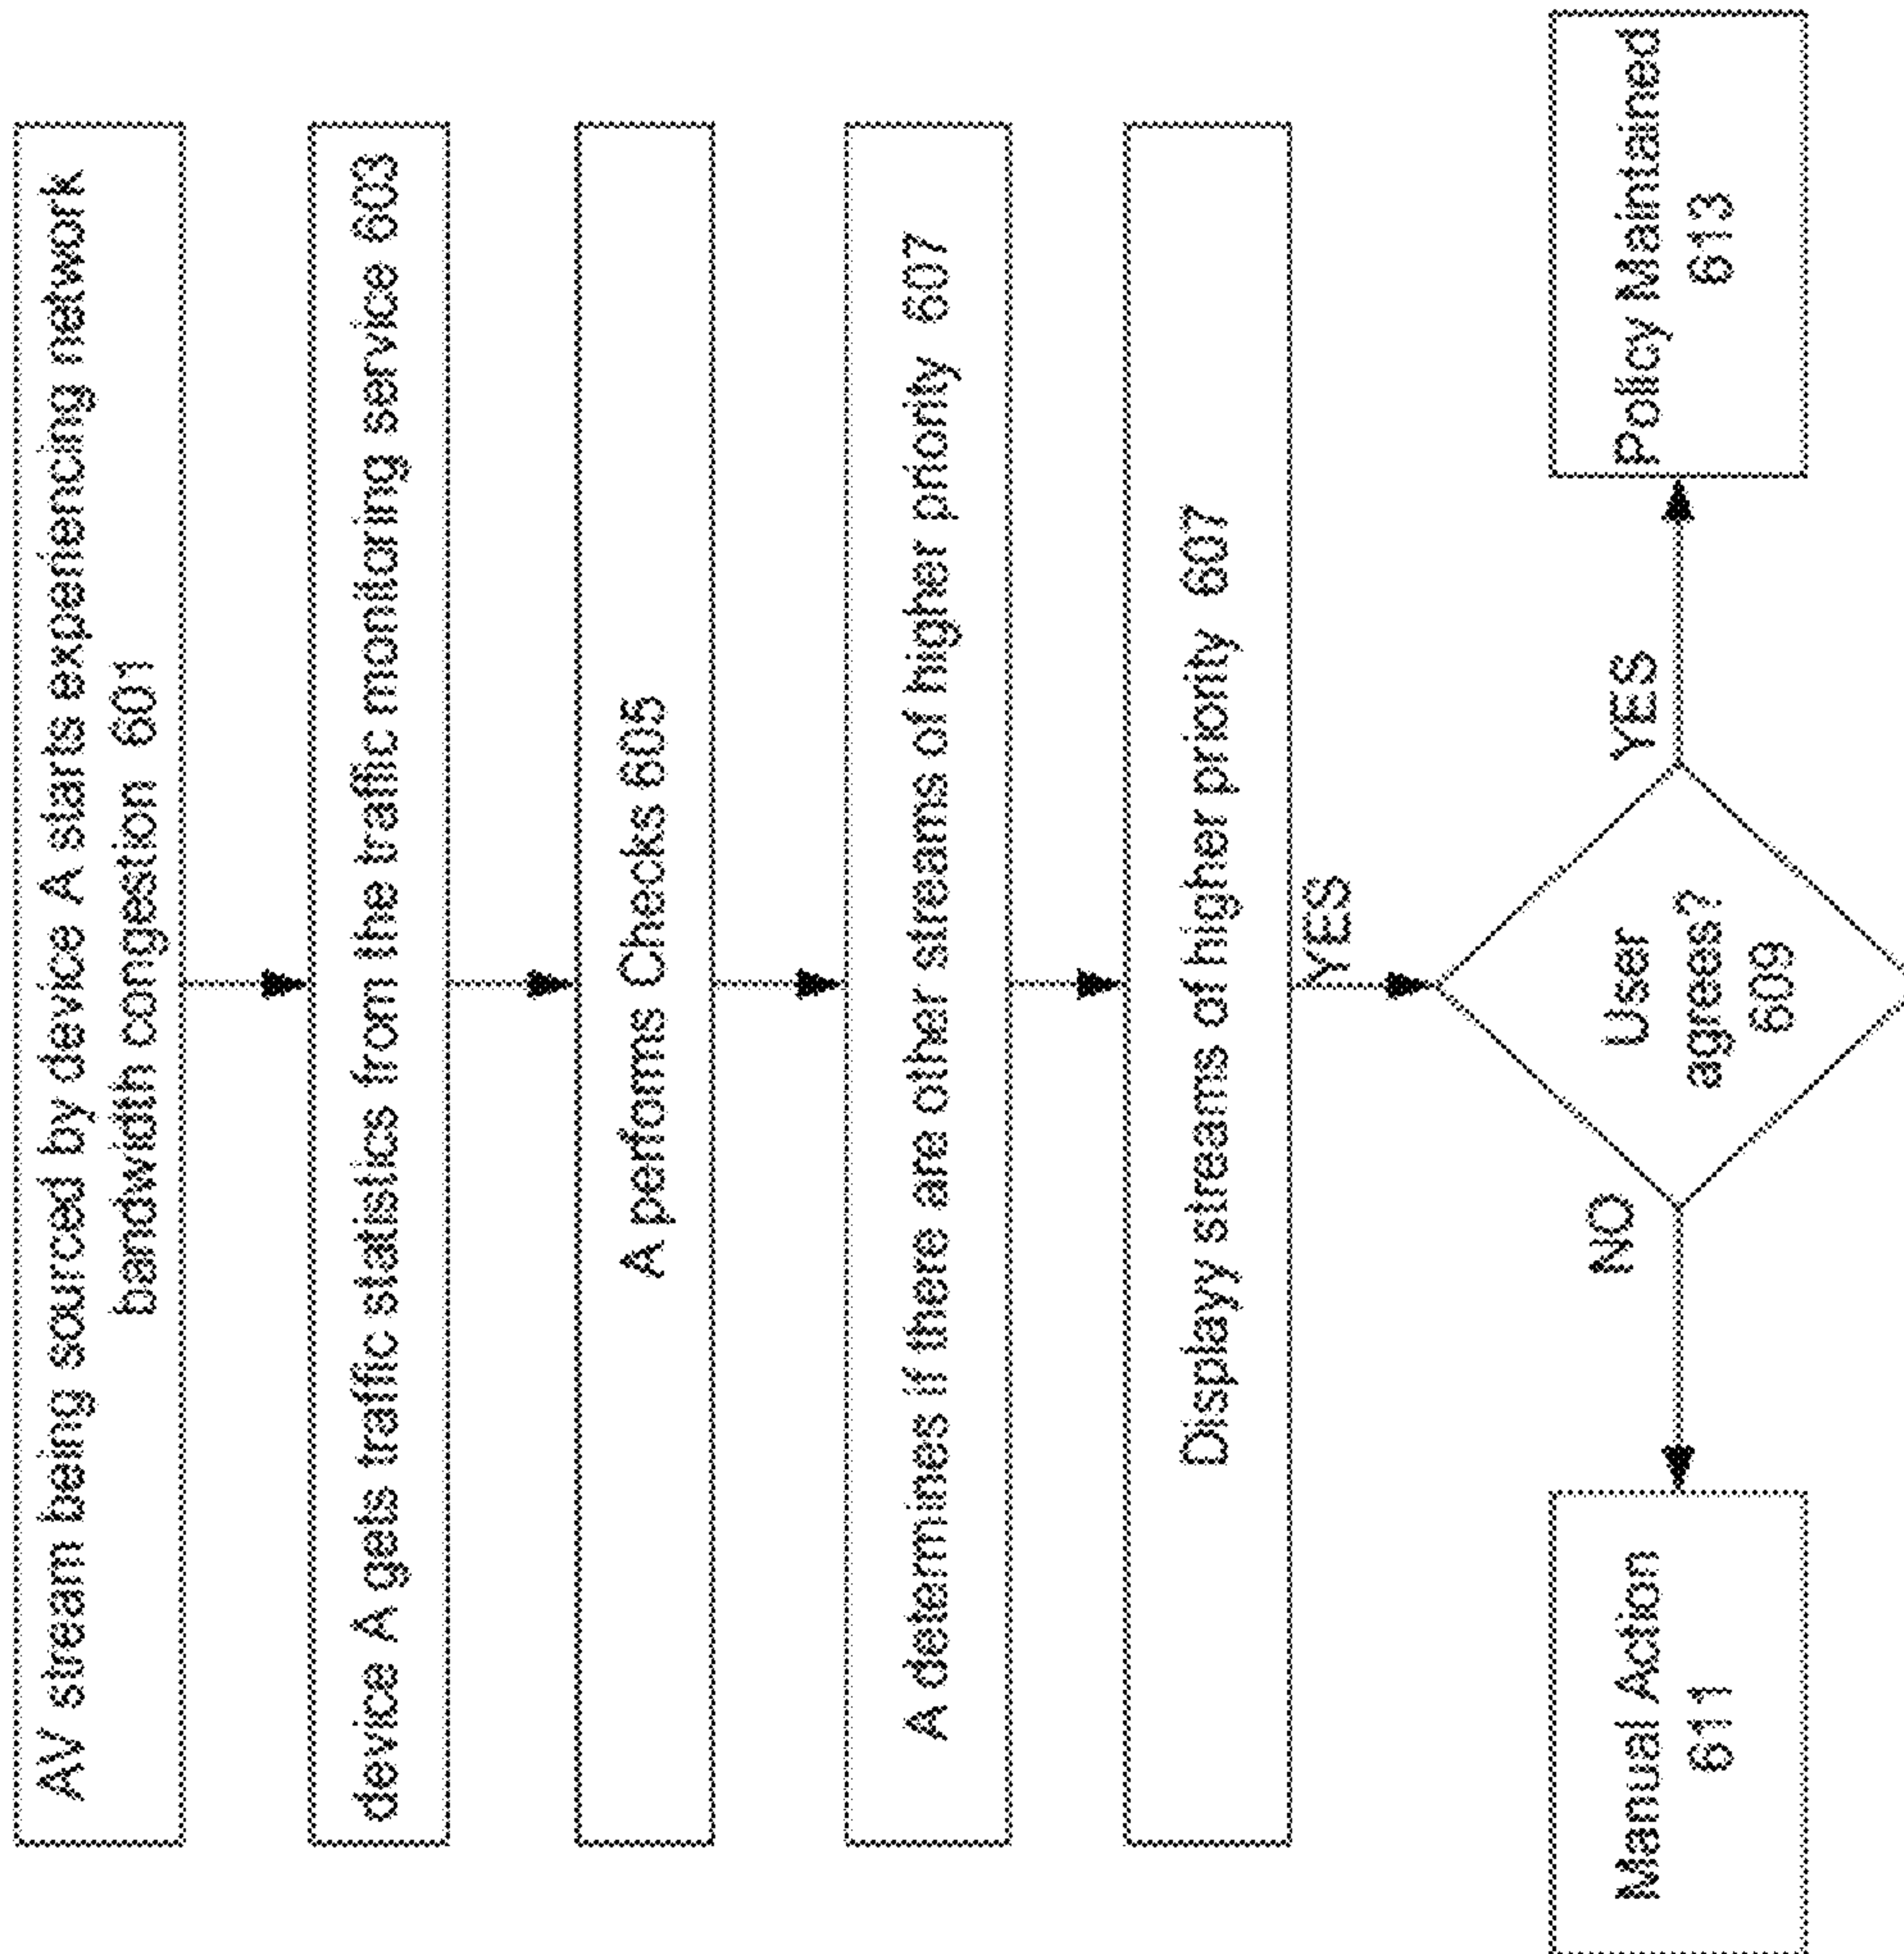 AV stream being sourced by device A starts experiencing network
bandwidth congestion 601
device A gets traffic statistics from the traffic monitoring service 603
A performs Checks 605
A determines if there are other streams of higher priority 607
Displayy streams of higher priority 607
YES
User
agrees?
609
NO
YES
Manual Action
611
Policy Maintained
613